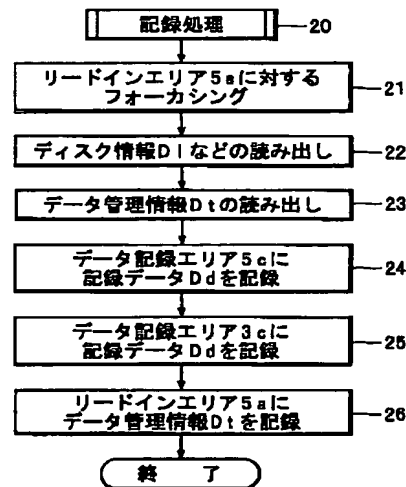 記録処理
20
リードインエリア5aに対する
フォーカシング
21
ディスク情報DIなどの読み出し
22
データ管理情報Dtの読み出し
23
データ記録エリア5cに
記録データDdを記録
24
データ記録エリア3cに
記録データDdを記録
25
リードインエリア5aに
データ管理情報Dtを記録
26
終 了